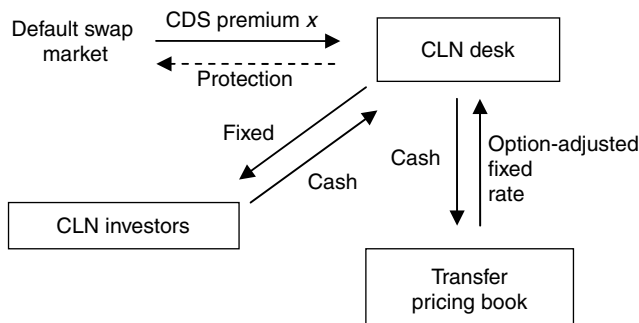 Default swap
market
CDS premium x
Protection
CLN desk
Fixed
Cash
Cash
Option-adjusted
fixed
rate
CLN investors
Transfer
pricing book